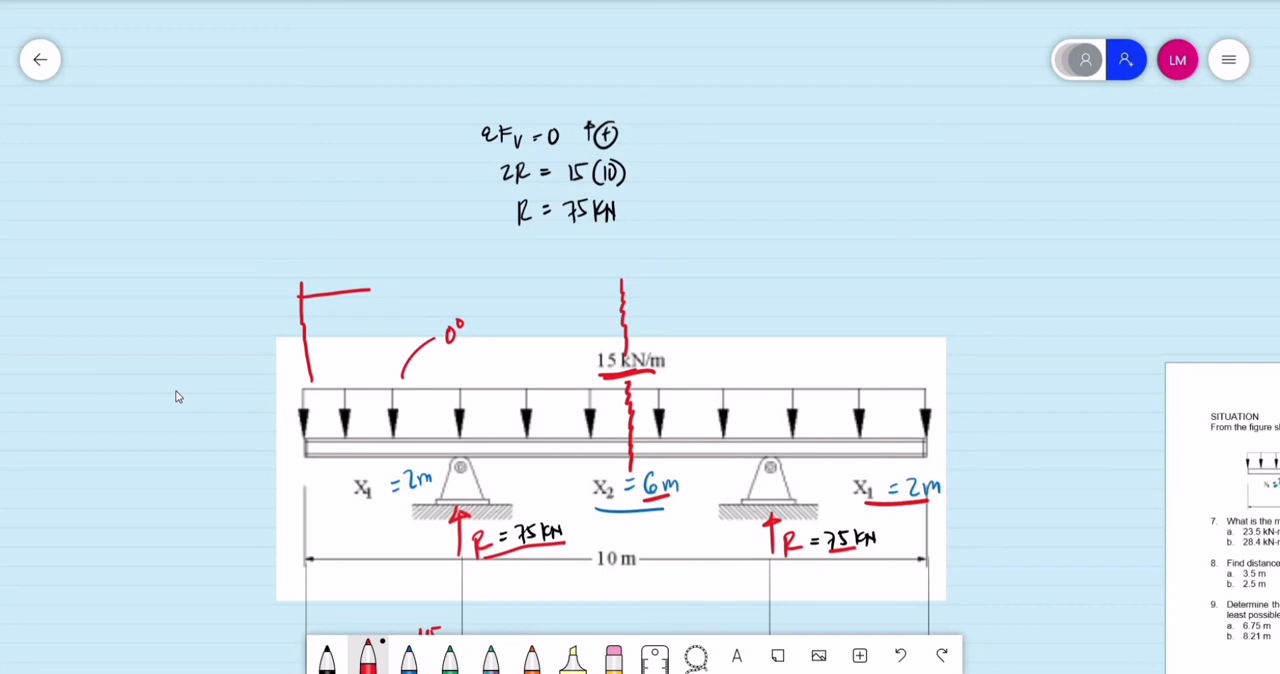 LM
ΣFv = 0 ↑(+)
2R = 15(10)
R = 75 KN
0°
15 kN/m
X1 = 2m
X2 = 6m
X1 = 2m
R = 75 KN
R = 75 KN
10 m
SITUATION
From the figure
7. What is the
a. 23.5 kN-
b. 28.4 kN-
8. Find distance
a. 3.5 m
b. 2.5 m
9. Determine
least possible
a. 6.75 m
b. 8.21 m
A